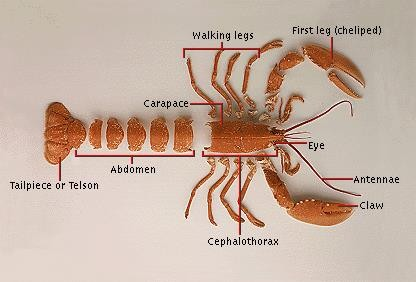 Walking legs
First leg (cheliped)
Carapace
Eye
Abdomen
Tailpiece or Telson
Antennae
Claw
Cephalothorax